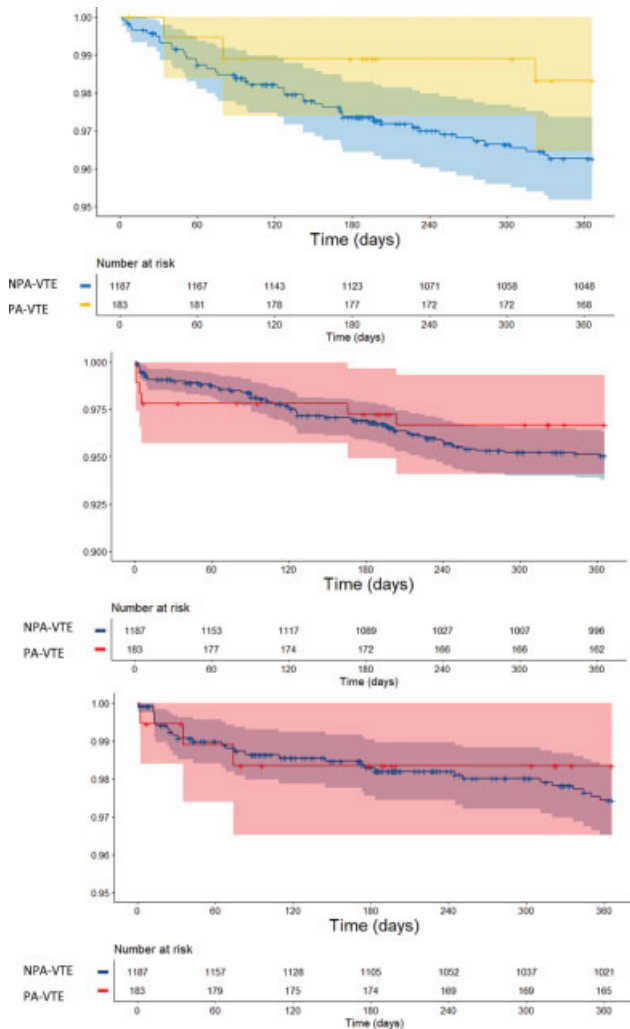 1.00
0.99
0.98
0.97
0.96
0.95
0 60 120 180 240 300 360
Time (days)
Number at risk
NPA-VTE 1187 1167 1143 1123 1071 1058 1048
PA-VTE 183 181 178 177 172 172 168
0 60 120 180 240 300 360
Time (days)
1.000
0.975
0.950
0.925
0.900
0 60 120 180 240 300 360
Time (days)
Number at risk
NPA-VTE 1187 1153 1117 1089 1027 1007 996
PA-VTE 183 177 174 172 166 166 162
0 60 120 180 240 300 360
Time (days)
1.00
0.99
0.98
0.97
0.96
0.95
0 60 120 180 240 300 360
Time (days)
Number at risk
NPA-VTE 1187 1157 1128 1105 1052 1037 1021
PA-VTE 183 179 175 174 169 169 165
0 60 120 180 240 300 360
Time (days)